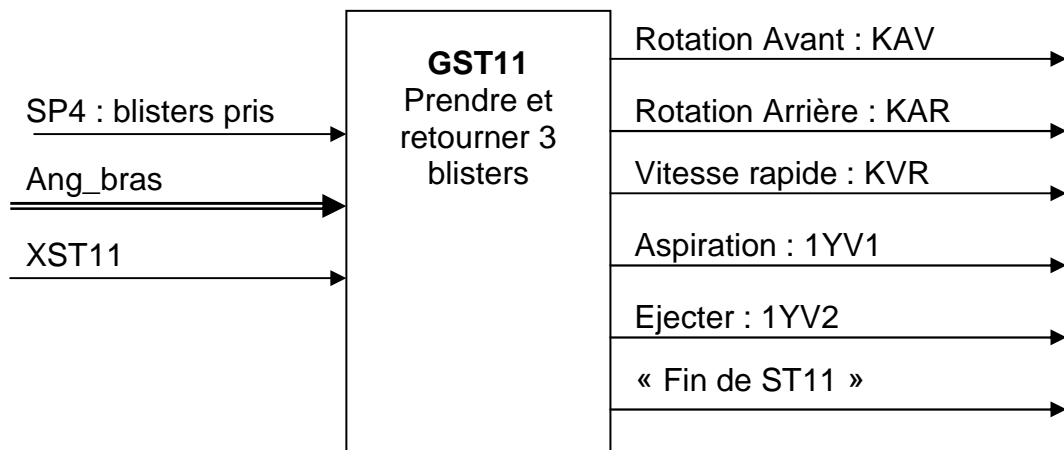 SP4 : blisters pris
Ang_bras
XST11
GST11
Prendre et
retourner 3
blisters
Rotation Avant : KAV
Rotation Arrière : KAR
Vitesse rapide : KVR
Aspiration : 1YV1
Ejecter : 1YV2
« Fin de ST11 »